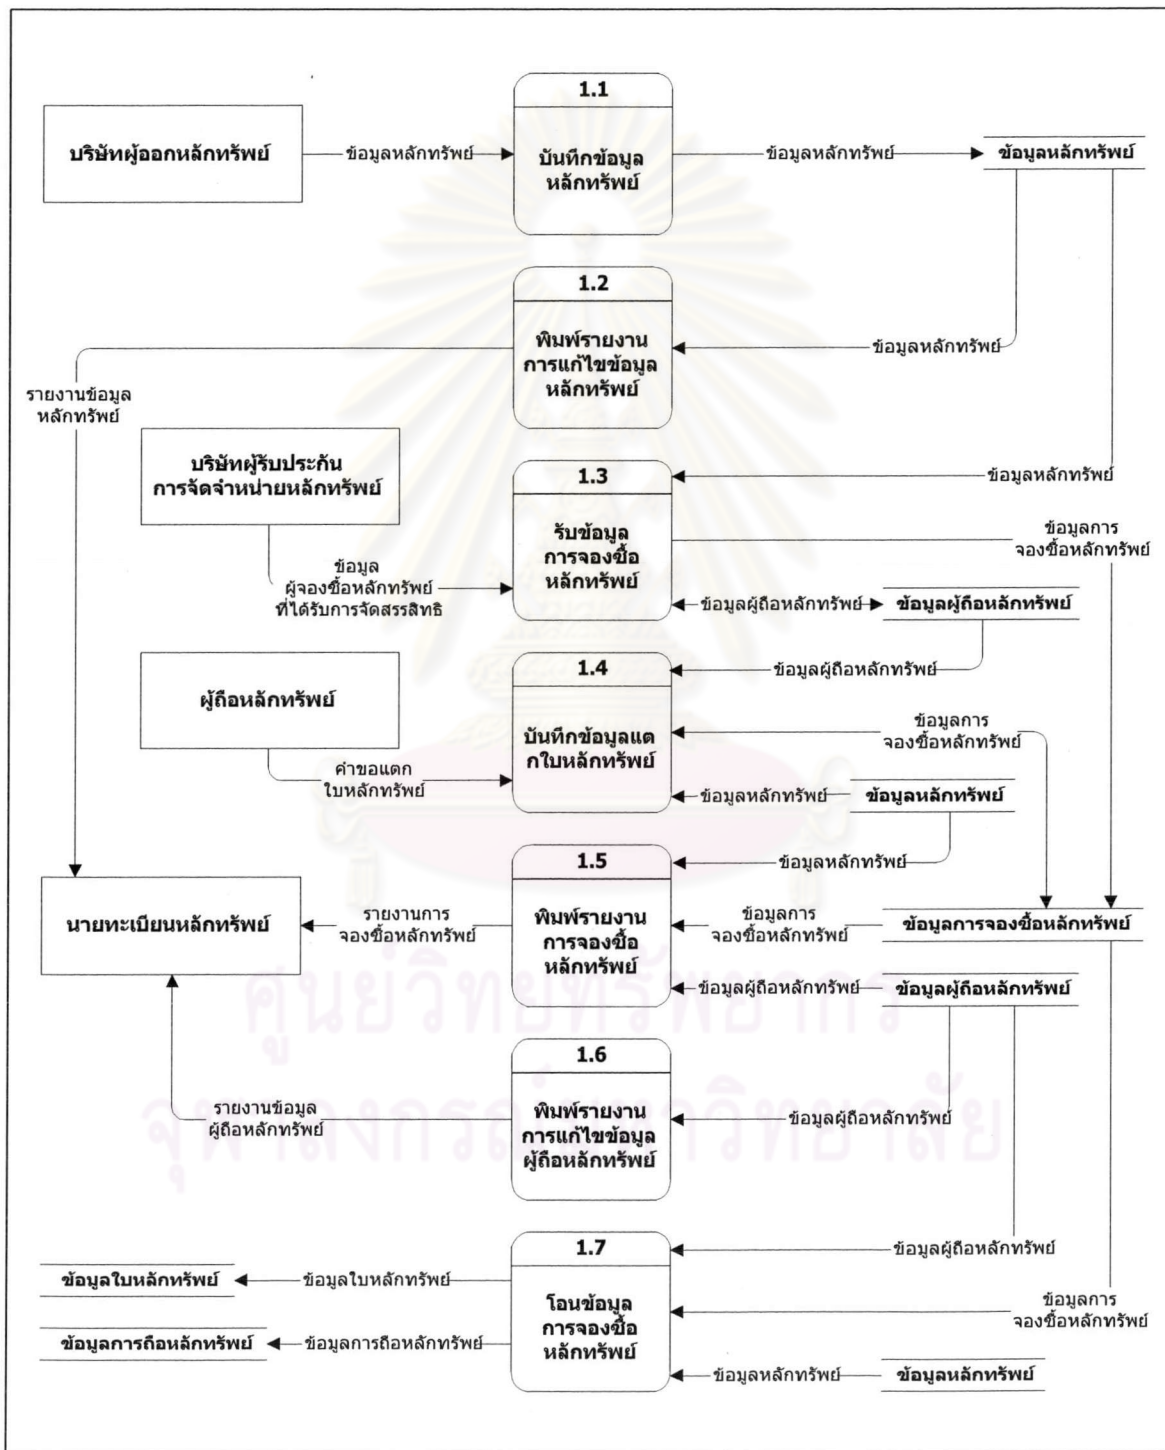 1.1
บริษัทผู้ออกหลักทรัพย์
ข้อมูลหลักทรัพย์
บันทึกข้อมูล
หลักทรัพย์
ข้อมูลหลักทรัพย์
ข้อมูลหลักทรัพย์
1.2
พิมพ์รายงาน
การแก้ไขข้อมูล
หลักทรัพย์
ข้อมูลหลักทรัพย์
รายงานข้อมูล
หลักทรัพย์
บริษัทผู้รับประกัน
การจัดจำหน่ายหลักทรัพย์
1.3
รับข้อมูล
การจองซื้อ
หลักทรัพย์
ข้อมูลหลักทรัพย์
ข้อมูลการ
จองซื้อหลักทรัพย์
ข้อมูล
ผู้จองซื้อหลักทรัพย์
ที่ได้รับการจัดสรรสิทธิ
ข้อมูลผู้ถือหลักทรัพย์
ข้อมูลผู้ถือหลักทรัพย์
1.4
ข้อมูลผู้ถือหลักทรัพย์
ผู้ถือหลักทรัพย์
บันทึกข้อมูลแต
กใบหลักทรัพย์
ข้อมูลการ
จองซื้อหลักทรัพย์
คำขอแตก
ใบหลักทรัพย์
ข้อมูลหลักทรัพย์
ข้อมูลหลักทรัพย์
1.5
ข้อมูลหลักทรัพย์
นายทะเบียนหลักทรัพย์
รายงานการ
จองซื้อหลักทรัพย์
พิมพ์รายงาน
การจองซื้อ
หลักทรัพย์
ข้อมูลการ
จองซื้อหลักทรัพย์
ข้อมูลการจองซื้อหลักทรัพย์
ข้อมูลผู้ถือหลักทรัพย์
ข้อมูลผู้ถือหลักทรัพย์
ศูนย์วิทยทรัพยากร
1.6
พิมพ์รายงาน
การแก้ไขข้อมูล
ผู้ถือหลักทรัพย์
รายงานข้อมูล
ผู้ถือหลักทรัพย์
ข้อมูลผู้ถือหลักทรัพย์
จุฬาลงกรณ์มหาวิทยาลัย
1.7
โอนข้อมูล
การจองซื้อ
หลักทรัพย์
ข้อมูลผู้ถือหลักทรัพย์
ข้อมูลใบหลักทรัพย์
ข้อมูลใบหลักทรัพย์
ข้อมูลการ
จองซื้อหลักทรัพย์
ข้อมูลการถือหลักทรัพย์
ข้อมูลการถือหลักทรัพย์
ข้อมูลหลักทรัพย์
ข้อมูลหลักทรัพย์